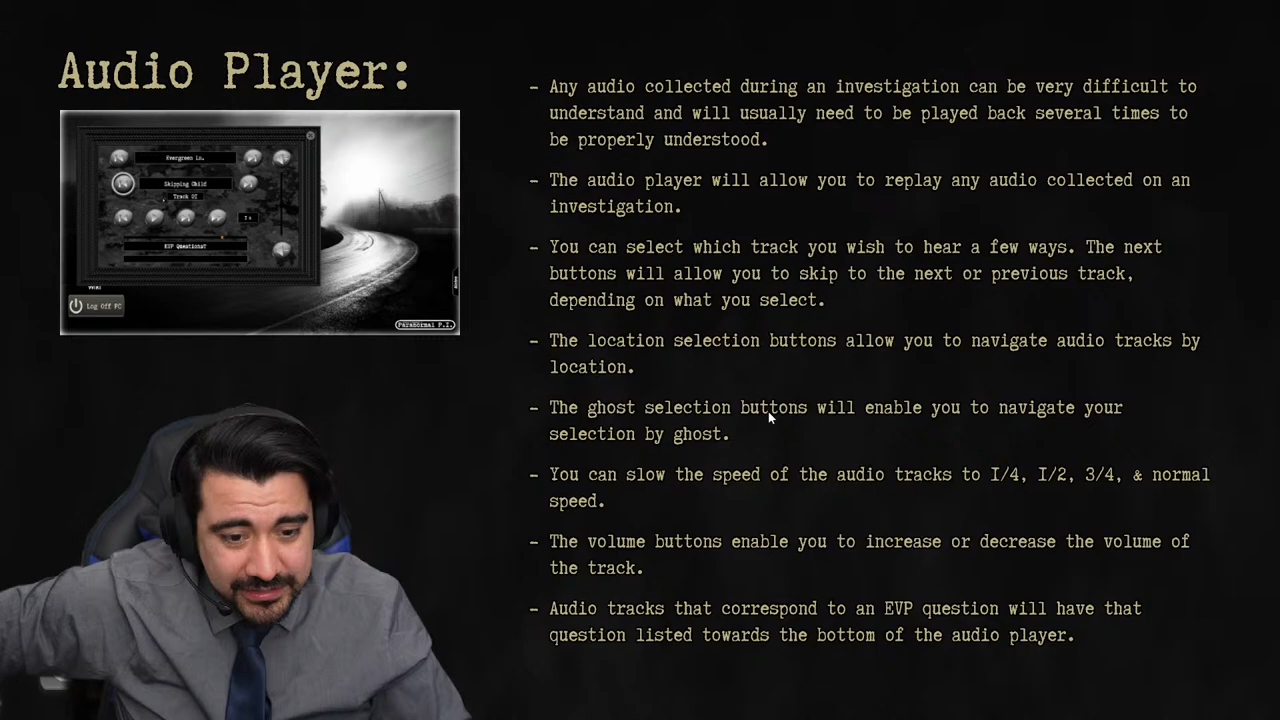 Audio Player:
- Any audio collected during an investigation can be very difficult to
understand and will usually need to be played back several times to
be properly understood.
- The audio player will allow you to replay any audio collected on an
investigation.
- You can select which track you wish to hear a few ways. The next
buttons will allow you to skip to the next or previous track,
depending on what you select.
- The location selection buttons allow you to navigate audio tracks by
location.
- The ghost selection buttons will enable you to navigate your
selection by ghost.
- You can slow the speed of the audio tracks to 1/4, 1/2, 3/4, & normal
speed.
- The volume buttons enable you to increase or decrease the volume of
the track.
- Audio tracks that correspond to an EVP question will have that
question listed towards the bottom of the audio player.
Evergreen Ln.
Skipping Child
Track 01
EVP Question?
Log Off PC
Paranormal P.I.